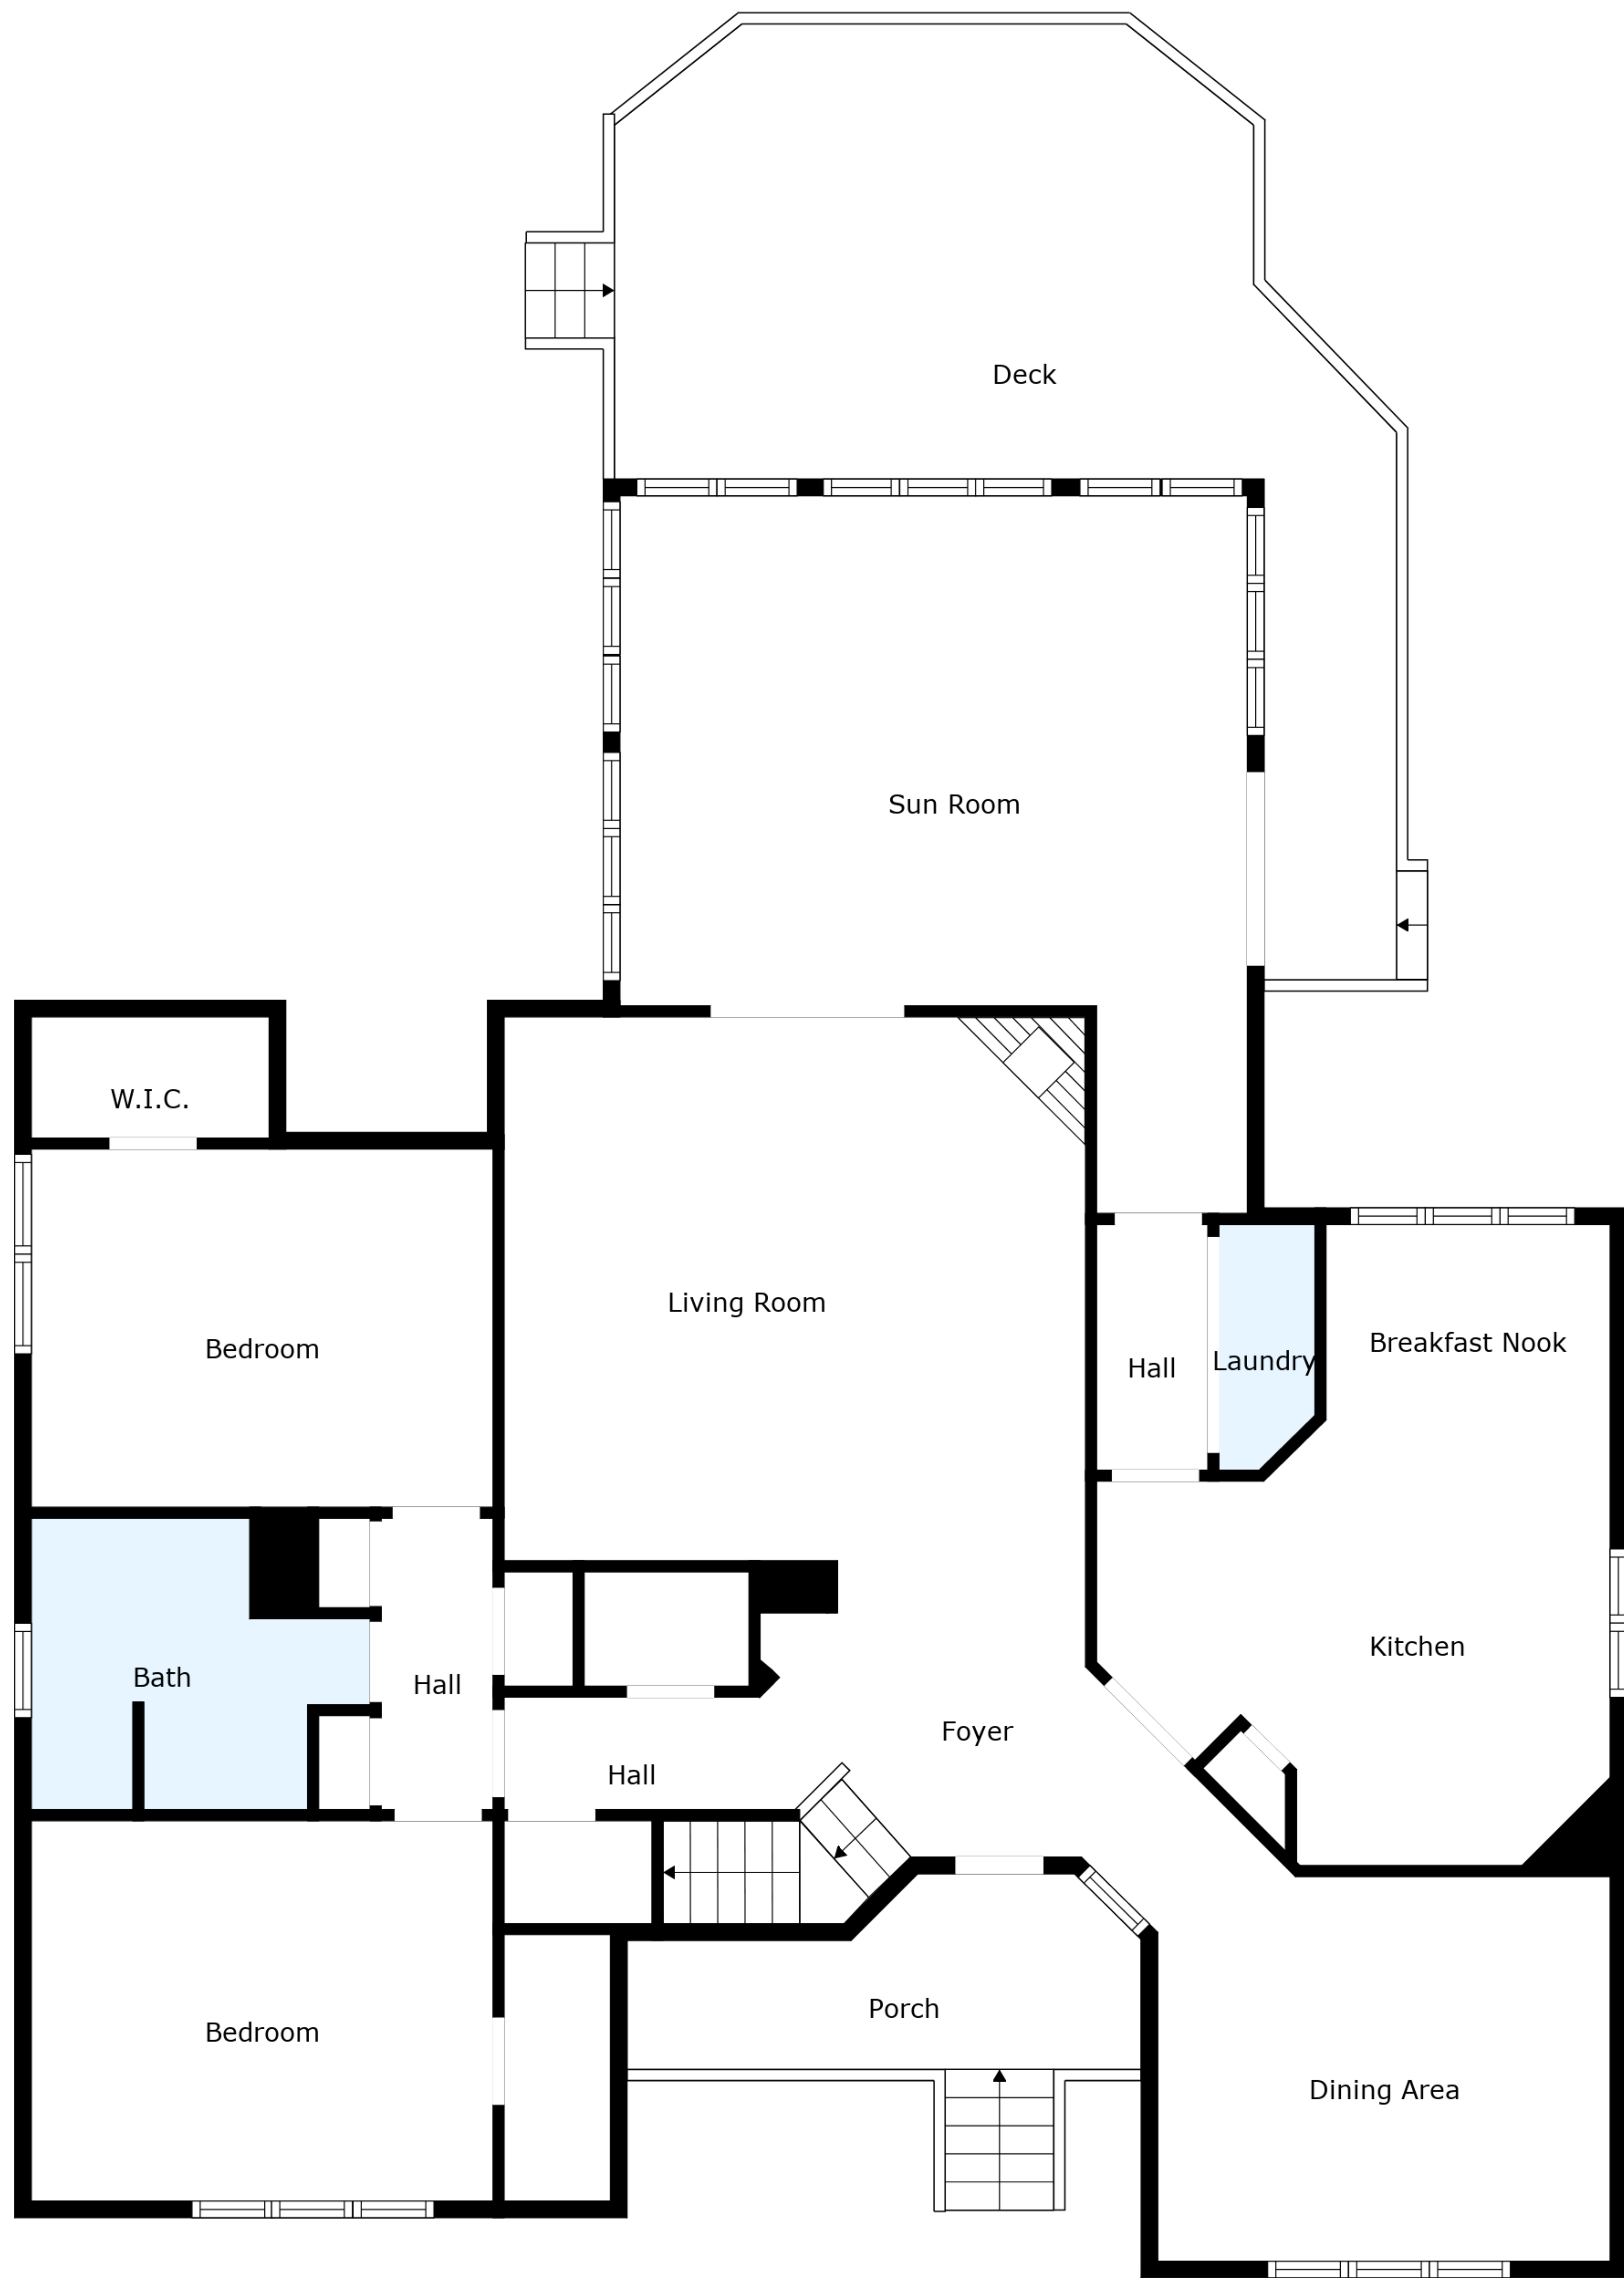 Deck
Sun Room
W.I.C.
Living Room
Bedroom
Hall
Laundry
Breakfast Nook
Bath
Hall
Kitchen
Foyer
Hall
Bedroom
Porch
Dining Area